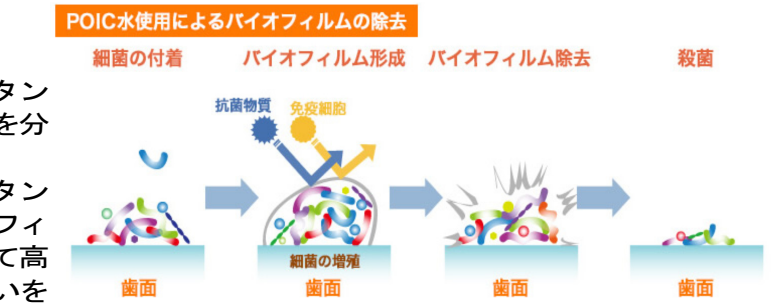 POIC水使用によるバイオフィルムの除去
細菌の付着
バイオフィルム形成
バイオフィルム除去
殺菌
抗菌物質
免疫細胞
細菌の増殖
歯面
歯面
歯面
歯面
タン
を分
タン
フィ
て高
いを